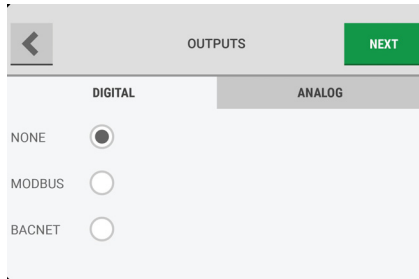 OUTPUTS
NEXT
DIGITAL
ANALOG
NONE
MODBUS
BACNET